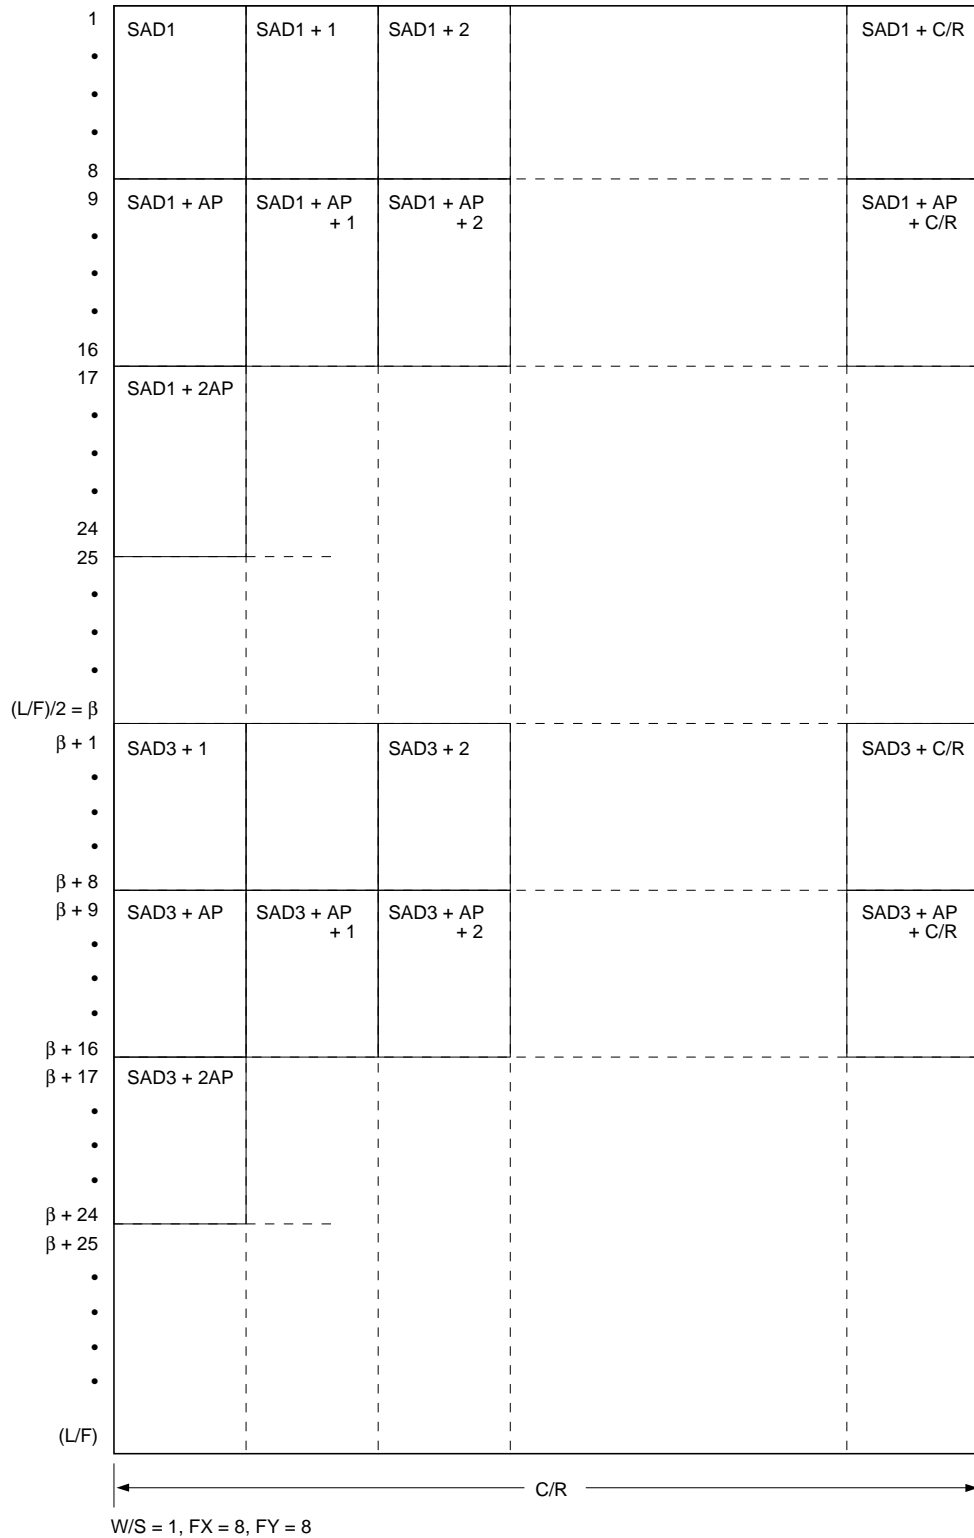 1 SAD1 SAD1 + 1 SAD1 + 2 SAD1 + C/R
•
•
•
8
9 SAD1 + AP SAD1 + AP SAD1 + AP SAD1 + AP
+ 1 + 2 + C/R
•
•
•
16
17 SAD1 + 2AP
•
•
•
24
25
•
•
•
(L/F)/2 = β
β + 1 SAD3 + 1 SAD3 + 2 SAD3 + C/R
•
•
•
β + 8
β + 9 SAD3 + AP SAD3 + AP SAD3 + AP SAD3 + AP
+ 1 + 2 + C/R
•
•
•
β + 16
β + 17 SAD3 + 2AP
•
•
•
β + 24
β + 25
•
•
•
•
(L/F)
C/R
W/S = 1, FX = 8, FY = 8